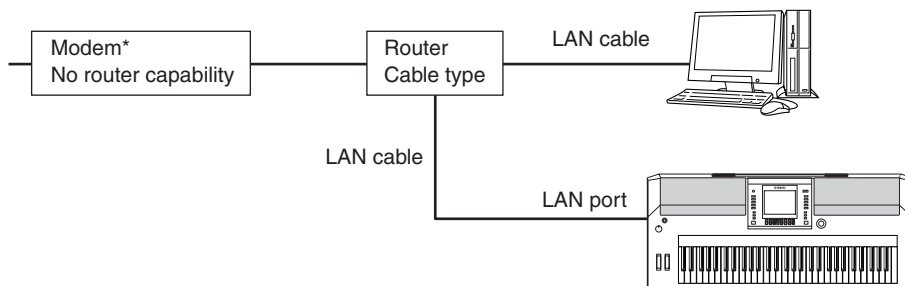 Modem*
No router capability
Router
Cable type
LAN cable
LAN cable
LAN port